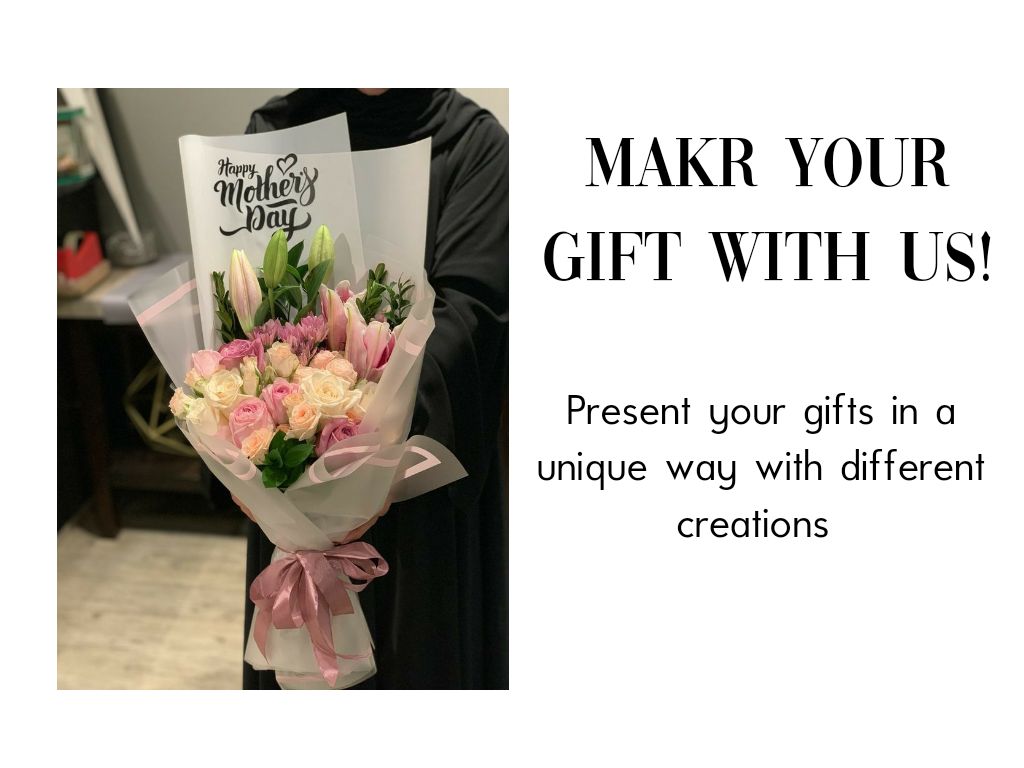 Happy
Mother's
Day
MAKR YOUR
GIFT WITH US!
Present your gifts in a
unique way with different
creations